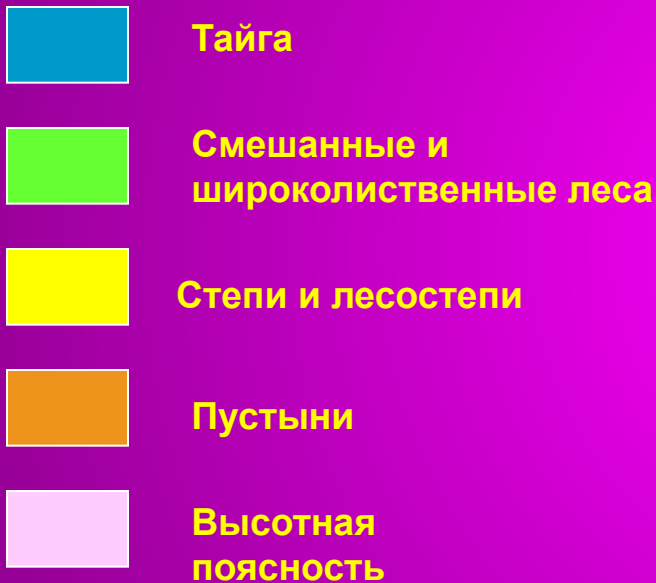 Тайга
Смешанные и
широколиственные леса
Степи и лесостепи
Пустыни
Высотная
поясность